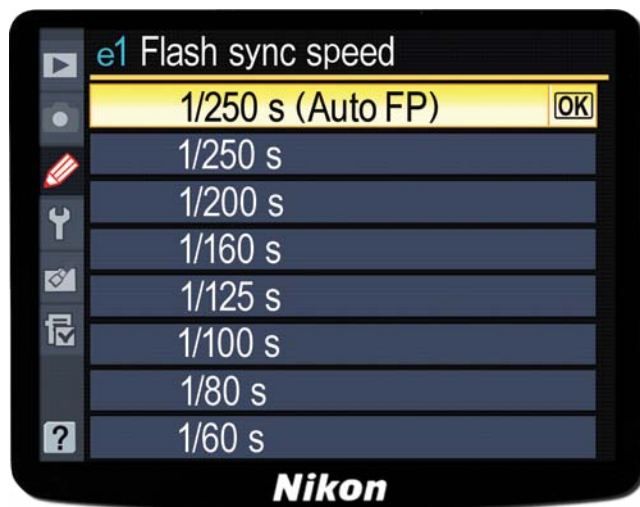 e1 Flash sync speed
1/250 s (Auto FP) OK
1/250 s
1/200 s
1/160 s
1/125 s
1/100 s
1/80 s
? 1/60 s
Nikon